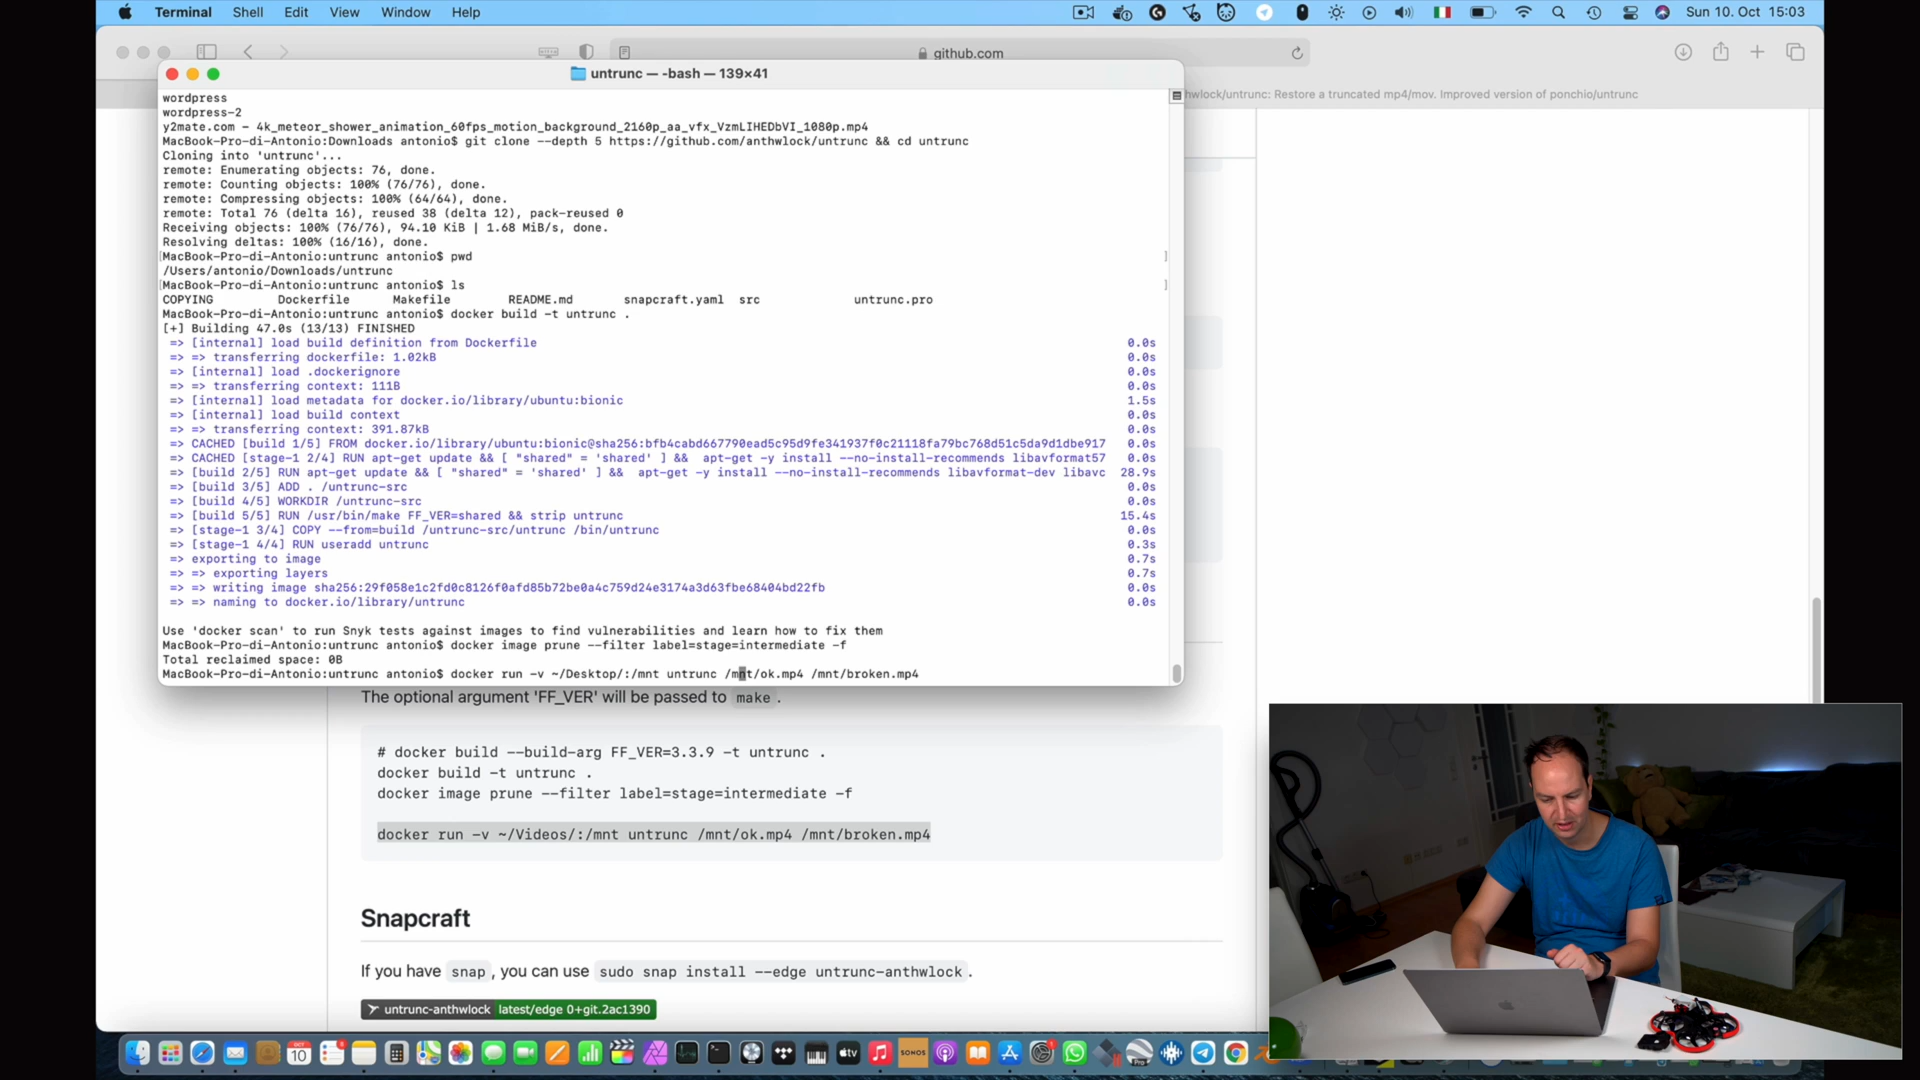 Terminal Shell Edit View Window Help Sun 10. Oct 15:03
github.com
untrunc — -bash — 139×41
hwlock/untrunc: Restore a truncated mp4/mov. Improved version of ponchio/untrunc
wordpress
wordpress-2
y2mate.com - 4k_meteor_shower_animation_60fps_motion_background_2160p_aa_vfx_VzmLIHEDbVI_1080p.mp4
MacBook-Pro-di-Antonio:Downloads antonio$ git clone --depth 5 https://github.com/anthwlock/untrunc && cd untrunc
Cloning into 'untrunc'...
remote: Enumerating objects: 76, done.
remote: Counting objects: 100% (76/76), done.
remote: Compressing objects: 100% (64/64), done.
remote: Total 76 (delta 16), reused 38 (delta 12), pack-reused 0
Receiving objects: 100% (76/76), 94.10 KiB | 1.68 MiB/s, done.
Resolving deltas: 100% (16/16), done.
[MacBook-Pro-di-Antonio:untrunc antonio$ pwd ]
/Users/antonio/Downloads/untrunc
[MacBook-Pro-di-Antonio:untrunc antonio$ ls ]
COPYING Dockerfile Makefile README.md snapcraft.yaml src untrunc.pro
MacBook-Pro-di-Antonio:untrunc antonio$ docker build -t untrunc .
[+] Building 47.0s (13/13) FINISHED
=> [internal] load build definition from Dockerfile 0.0s
=> => transferring dockerfile: 1.02kB 0.0s
=> [internal] load .dockerignore 0.0s
=> => transferring context: 111B 0.0s
=> [internal] load metadata for docker.io/library/ubuntu:bionic 1.5s
=> [internal] load build context 0.0s
=> => transferring context: 391.87kB 0.0s
=> CACHED [build 1/5] FROM docker.io/library/ubuntu:bionic@sha256:bfb4cabd667790ead5c95d9fe341937f0c21118fa79bc768d51c5da9d1dbe917 0.0s
=> CACHED [stage-1 2/4] RUN apt-get update && [ "shared" = 'shared' ] && apt-get -y install --no-install-recommends libavformat57 0.0s
=> [build 2/5] RUN apt-get update && [ "shared" = 'shared' ] && apt-get -y install --no-install-recommends libavformat-dev libavc 28.9s
=> [build 3/5] ADD . /untrunc-src 0.0s
=> [build 4/5] WORKDIR /untrunc-src 0.0s
=> [build 5/5] RUN /usr/bin/make FF_VER=shared && strip untrunc 15.4s
=> [stage-1 3/4] COPY --from=build /untrunc-src/untrunc /bin/untrunc 0.0s
=> [stage-1 4/4] RUN useradd untrunc 0.3s
=> exporting to image 0.7s
=> => exporting layers 0.7s
=> => writing image sha256:29f058e1c2fd0c8126f0afd85b72be0a4c759d24e3174a3d63fbe68404bd22fb 0.0s
=> => naming to docker.io/library/untrunc 0.0s
Use 'docker scan' to run Snyk tests against images to find vulnerabilities and learn how to fix them
MacBook-Pro-di-Antonio:untrunc antonio$ docker image prune --filter label=stage=intermediate -f
Total reclaimed space: 0B
MacBook-Pro-di-Antonio:untrunc antonio$ docker run -v ~/Desktop/:/mnt untrunc /mnt/ok.mp4 /mnt/broken.mp4
The optional argument 'FF_VER' will be passed to make .
# docker build --build-arg FF_VER=3.3.9 -t untrunc .
docker build -t untrunc .
docker image prune --filter label=stage=intermediate -f
docker run -v ~/Videos/:/mnt untrunc /mnt/ok.mp4 /mnt/broken.mp4
Snapcraft
If you have snap, you can use sudo snap install --edge untrunc-anthwlock.
untrunc-anthwlock latest/edge 0+git.2ac1390
OCT
10
tv
SONOS